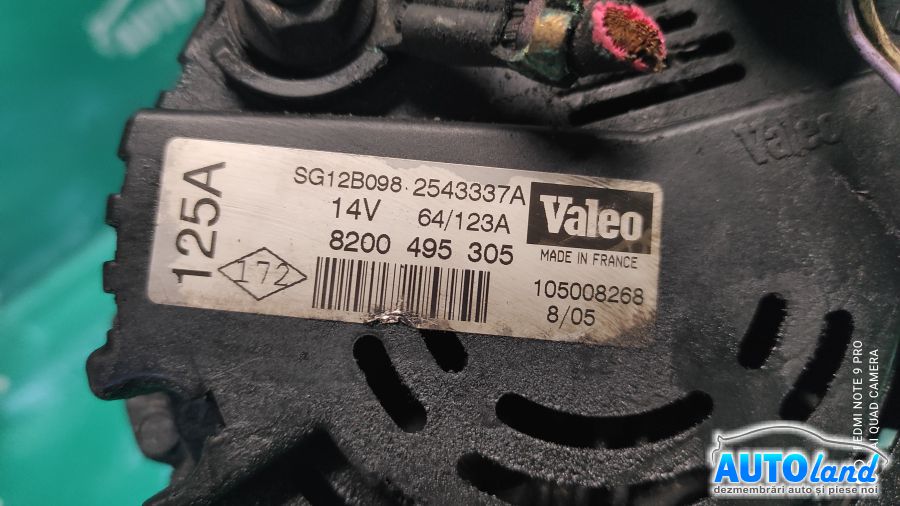 125A
SG12B098 2543337A
14V 64/123A
8200 495 305
172
Valeo
MADE IN FRANCE
105008268
8/05
Valeo
REDMI NOTE 9 PRO
AI QUAD CAMERA
AUTOland
dezmembrări auto și piese noi